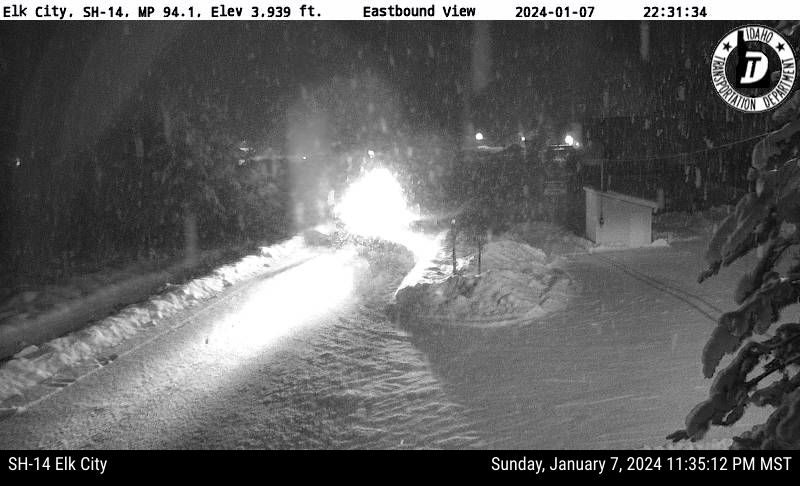 Elk City, SH-14, MP 94.1, Elev 3,939 ft. Eastbound View 2024-01-07 22:31:34
IDAHO
TRANSPORTATION DEPARTMENT
SH-14 Elk City Sunday, January 7, 2024 11:35:12 PM MST